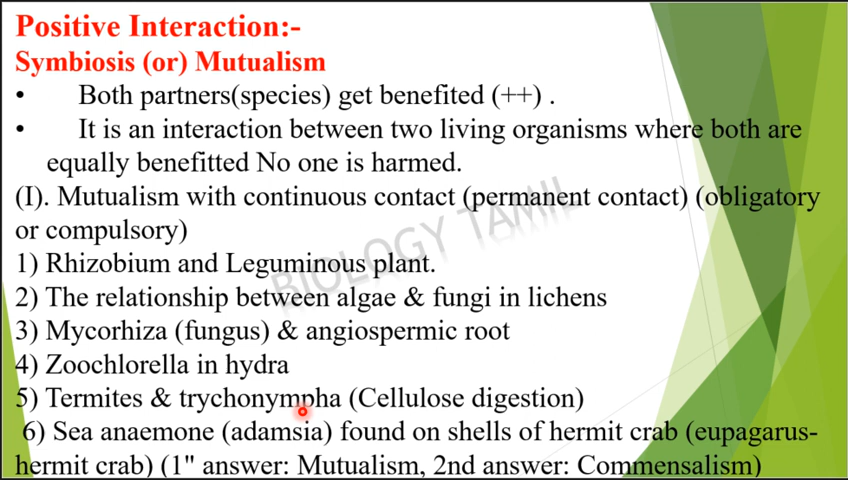 Positive Interaction:-
Symbiosis (or) Mutualism
• Both partners(species) get benefited (++) .
• It is an interaction between two living organisms where both are
equally benefitted No one is harmed.
(I). Mutualism with continuous contact (permanent contact) (obligatory
or compulsory)
1) Rhizobium and Leguminous plant.
2) The relationship between algae & fungi in lichens
3) Mycorhiza (fungus) & angiospermic root
4) Zoochlorella in hydra
5) Termites & trychonympha (Cellulose digestion)
6) Sea anaemone (adamsia) found on shells of hermit crab (eupagarus-
hermit crab) (1" answer: Mutualism, 2nd answer: Commensalism)
BIOLOGY TAMIL